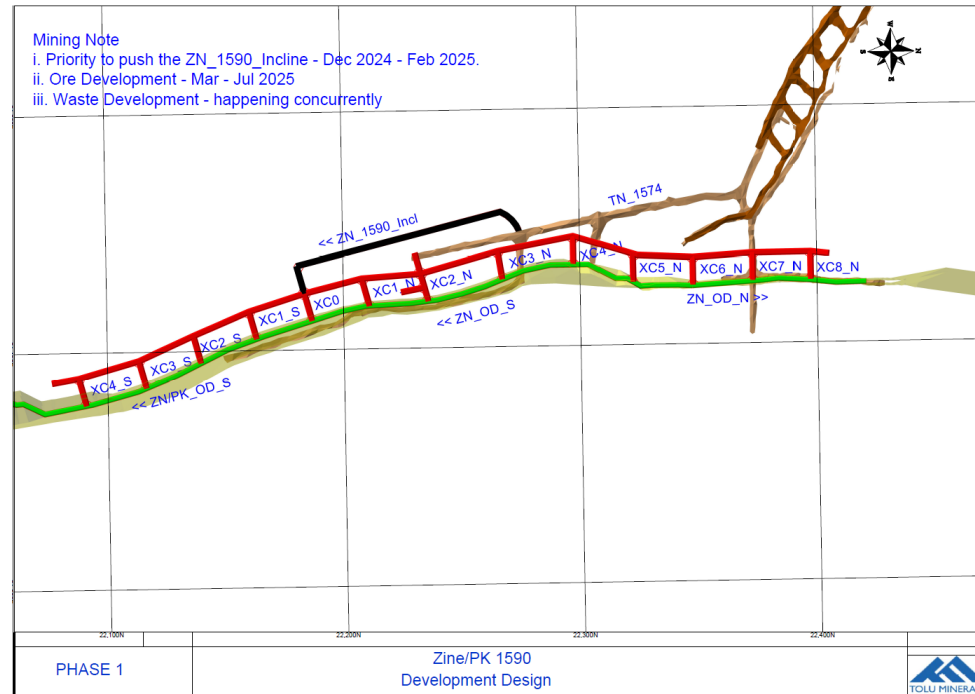 Mining Note
i. Priority to push the ZN_1590_Incline - Dec 2024 - Feb 2025.
ii. Ore Development - Mar - Jul 2025
iii. Waste Development - happening concurrently
W
S
N
E
TN_1574
<< ZN_1590_Incl
XC4_N
XC3_N
XC5_N
XC6_N
XC7_N
XC8_N
XC2_N
XC1_N
XC0
ZN_OD_N >>
XC1_S
<< ZN_OD_S
XC2_S
XC3_S
XC4_S
<< ZN/PK_OD_S
22,100N
22,200N
22,300N
22,400N
PHASE 1
Zine/PK 1590
Development Design
TOLU MINERA